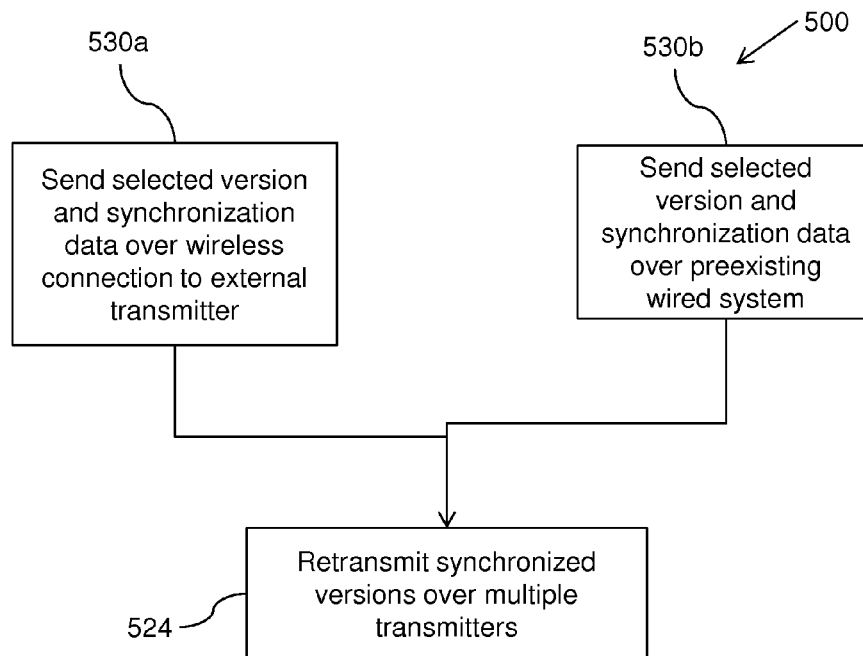 500
530a
530b
Send selected version
and synchronization
data over wireless
connection to external
transmitter
Send selected
version and
synchronization data
over preexisting
wired system
Retransmit synchronized
versions over multiple
transmitters
524